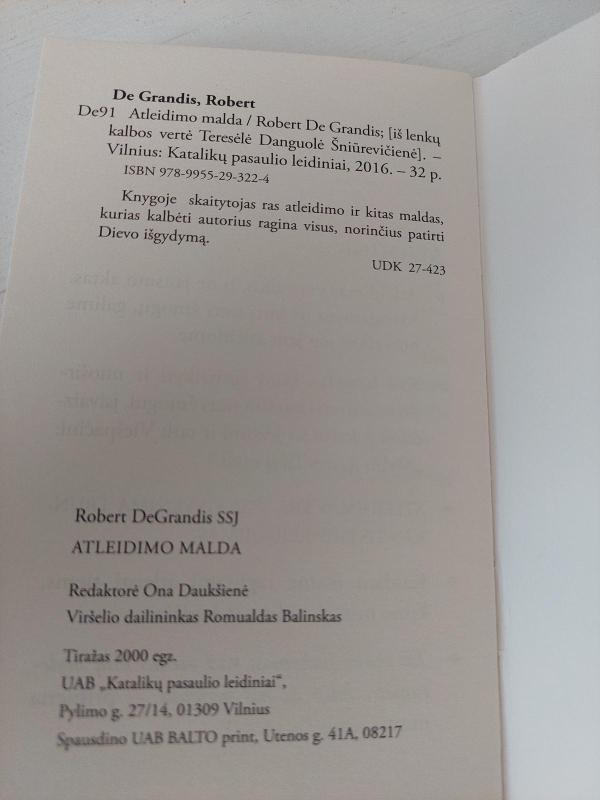 De Grandis, Robert
De91 Atleidimo malda / Robert De Grandis; [iš lenkų
kalbos vertė Teresėlė Danguolė Šniūrevičienė]. –
Vilnius: Katalikų pasaulio leidiniai, 2016. – 32 p.
ISBN 978-9955-29-322-4
Knygoje skaitytojas ras atleidimo ir kitas maldas,
kurias kalbėti autorius ragina visus, norinčius patirti
Dievo išgydymą.
UDK 27-423
Robert DeGrandis SSJ
ATLEIDIMO MALDA
Redaktorė Ona Daukšienė
Viršelio dailininkas Romualdas Balinskas
Tiražas 2000 egz.
UAB „Katalikų pasaulio leidiniai“,
Pylimo g. 27/14, 01309 Vilnius
Spausdino UAB BALTO print, Utenos g. 41A, 08217